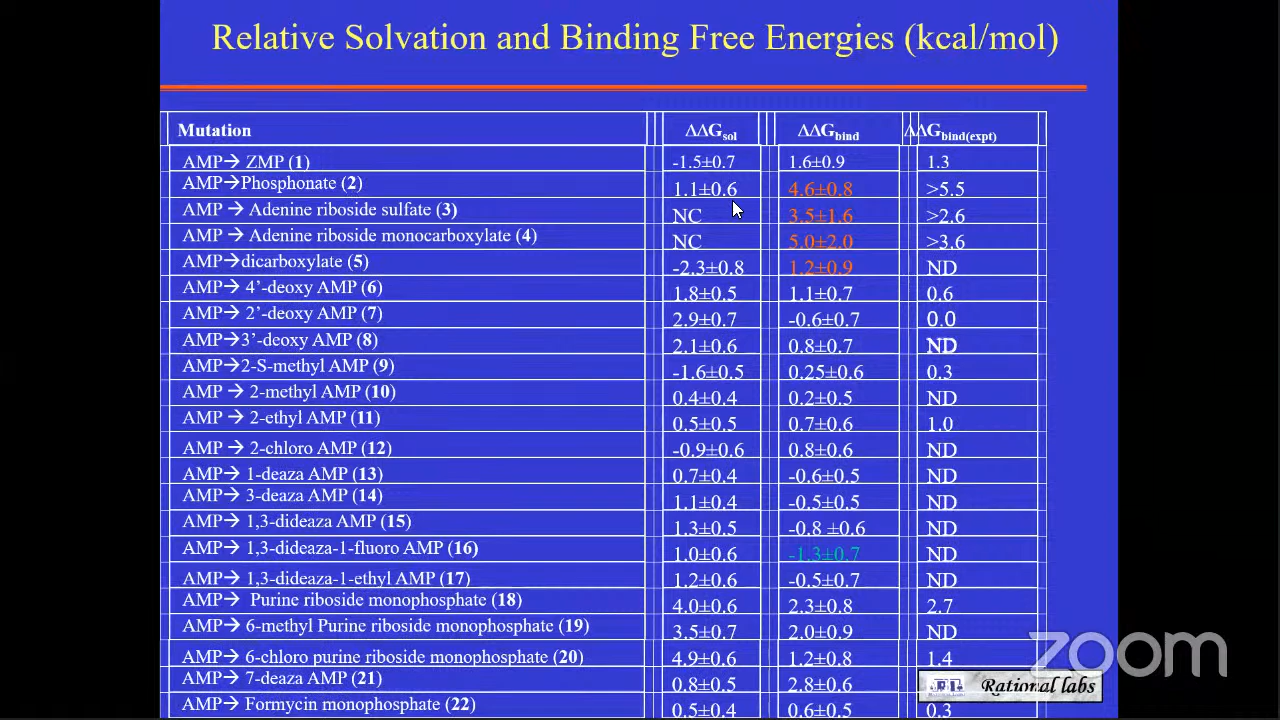 Relative Solvation and Binding Free Energies (kcal/mol)
Mutation ΔΔGsol ΔΔGbind ΔΔGbind(expt)
AMP→ ZMP (1) -1.5±0.7 1.6±0.9 1.3
AMP→Phosphonate (2) 1.1±0.6 4.6±0.8 >5.5
AMP → Adenine riboside sulfate (3) NC 3.5±1.6 >2.6
AMP → Adenine riboside monocarboxylate (4) NC 5.0±2.0 >3.6
AMP→dicarboxylate (5) -2.3±0.8 1.2±0.9 ND
AMP→ 4’-deoxy AMP (6) 1.8±0.5 1.1±0.7 0.6
AMP→ 2’-deoxy AMP (7) 2.9±0.7 -0.6±0.7 0.0
AMP→3’-deoxy AMP (8) 2.1±0.6 0.8±0.7 ND
AMP→2-S-methyl AMP (9) -1.6±0.5 0.25±0.6 0.3
AMP → 2-methyl AMP (10) 0.4±0.4 0.2±0.5 ND
AMP → 2-ethyl AMP (11) 0.5±0.5 0.7±0.6 1.0
AMP → 2-chloro AMP (12) -0.9±0.6 0.8±0.6 ND
AMP→ 1-deaza AMP (13) 0.7±0.4 -0.6±0.5 ND
AMP→ 3-deaza AMP (14) 1.1±0.4 -0.5±0.5 ND
AMP→ 1,3-dideaza AMP (15) 1.3±0.5 -0.8 ±0.6 ND
AMP→ 1,3-dideaza-1-fluoro AMP (16) 1.0±0.6 -1.3±0.7 ND
AMP→ 1,3-dideaza-1-ethyl AMP (17) 1.2±0.6 -0.5±0.7 ND
AMP→ Purine riboside monophosphate (18) 4.0±0.6 2.3±0.8 2.7
AMP→ 6-methyl Purine riboside monophosphate (19) 3.5±0.7 2.0±0.9 ND
AMP→ 6-chloro purine riboside monophosphate (20) 4.9±0.6 1.2±0.8 1.4
AMP→ 7-deaza AMP (21) 0.8±0.5 2.8±0.6
AMP→ Formycin monophosphate (22) 0.5±0.4 0.6±0.5 0.3
zoom
Rational labs